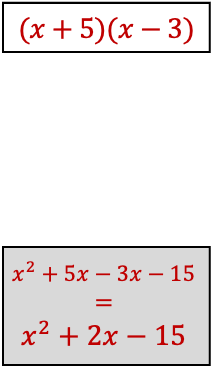 (x + 5)(x − 3)
x² + 5x − 3x − 15
=
x² + 2x − 15